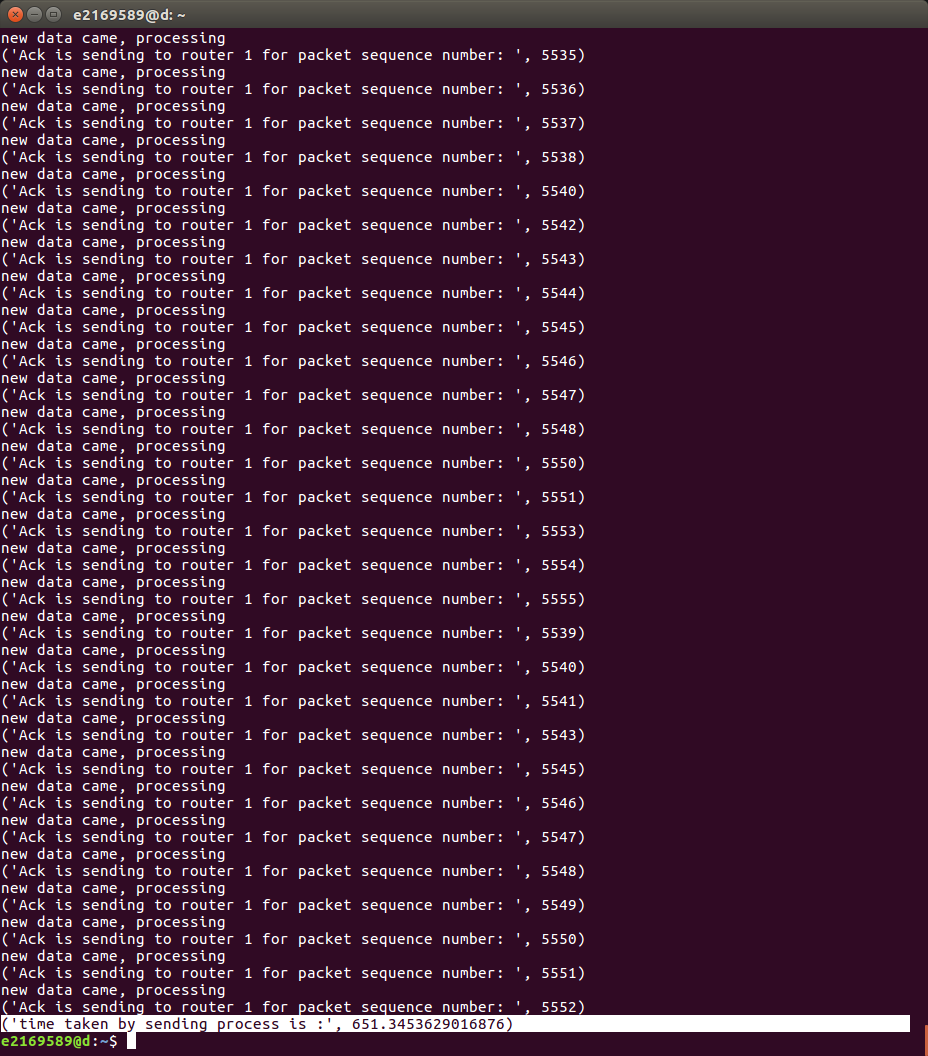 e2169589@d: ~
new data came, processing
('Ack is sending to router 1 for packet sequence number: ', 5535)
new data came, processing
('Ack is sending to router 1 for packet sequence number: ', 5536)
new data came, processing
('Ack is sending to router 1 for packet sequence number: ', 5537)
new data came, processing
('Ack is sending to router 1 for packet sequence number: ', 5538)
new data came, processing
('Ack is sending to router 1 for packet sequence number: ', 5540)
new data came, processing
('Ack is sending to router 1 for packet sequence number: ', 5542)
new data came, processing
('Ack is sending to router 1 for packet sequence number: ', 5543)
new data came, processing
('Ack is sending to router 1 for packet sequence number: ', 5544)
new data came, processing
('Ack is sending to router 1 for packet sequence number: ', 5545)
new data came, processing
('Ack is sending to router 1 for packet sequence number: ', 5546)
new data came, processing
('Ack is sending to router 1 for packet sequence number: ', 5547)
new data came, processing
('Ack is sending to router 1 for packet sequence number: ', 5548)
new data came, processing
('Ack is sending to router 1 for packet sequence number: ', 5550)
new data came, processing
('Ack is sending to router 1 for packet sequence number: ', 5551)
new data came, processing
('Ack is sending to router 1 for packet sequence number: ', 5553)
new data came, processing
('Ack is sending to router 1 for packet sequence number: ', 5554)
new data came, processing
('Ack is sending to router 1 for packet sequence number: ', 5555)
new data came, processing
('Ack is sending to router 1 for packet sequence number: ', 5539)
new data came, processing
('Ack is sending to router 1 for packet sequence number: ', 5540)
new data came, processing
('Ack is sending to router 1 for packet sequence number: ', 5541)
new data came, processing
('Ack is sending to router 1 for packet sequence number: ', 5543)
new data came, processing
('Ack is sending to router 1 for packet sequence number: ', 5545)
new data came, processing
('Ack is sending to router 1 for packet sequence number: ', 5546)
new data came, processing
('Ack is sending to router 1 for packet sequence number: ', 5547)
new data came, processing
('Ack is sending to router 1 for packet sequence number: ', 5548)
new data came, processing
('Ack is sending to router 1 for packet sequence number: ', 5549)
new data came, processing
('Ack is sending to router 1 for packet sequence number: ', 5550)
new data came, processing
('Ack is sending to router 1 for packet sequence number: ', 5551)
new data came, processing
('Ack is sending to router 1 for packet sequence number: ', 5552)
('time taken by sending process is :', 651.3453629016876)
e2169589@d:~$